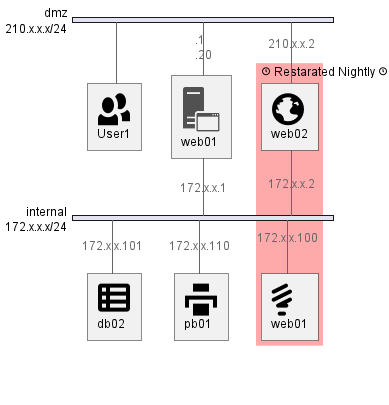 dmz
210.x.x.x/24
.1
.20
210.x.x.2
Restarated Nightly
User1
web01
web02
172.x.x.1
172.x.x.2
internal
172.x.x.x/24
172.x.x.101
172.x.x.110
172.x.x.100
db02
pb01
web01